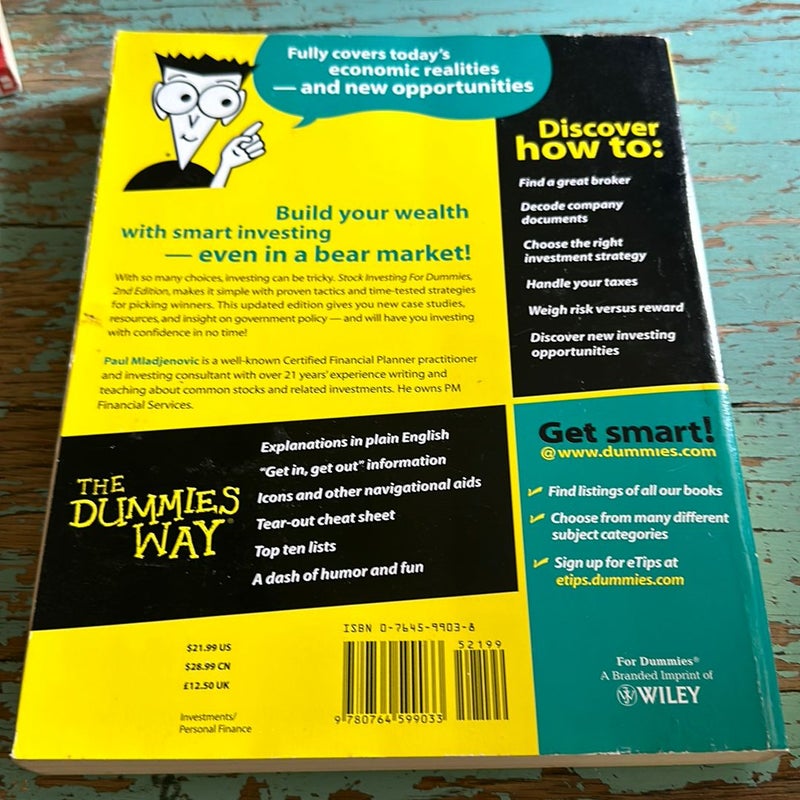 Fully covers today's
economic realities
— and new opportunities
Build your wealth
with smart investing
— even in a bear market!
With so many choices, investing can be tricky. Stock Investing For Dummies,
2nd Edition, makes it simple with proven tactics and time-tested strategies
for picking winners. This updated edition gives you new case studies,
resources, and insight on government policy — and will have you investing
with confidence in no time!
Paul Mladjenovic is a well-known Certified Financial Planner practitioner
and investing consultant with over 21 years' experience writing and
teaching about common stocks and related investments. He owns PM
Financial Services.
Discover
how to:
Find a great broker
Decode company
documents
Choose the right
investment strategy
Handle your taxes
Weigh risk versus reward
Discover new investing
opportunities
THE
DUMMIES
WAY®
Explanations in plain English
"Get in, get out" information
Icons and other navigational aids
Tear-out cheat sheet
Top ten lists
A dash of humor and fun
Get smart!
@www.dummies.com
Find listings of all our books
Choose from many different
subject categories
Sign up for eTips at
etips.dummies.com
$21.99 US
$28.99 CN
£12.50 UK
Investments/
Personal Finance
ISBN 0-7645-9903-8
52199
9 780764 599033
For Dummies®
A Branded Imprint of
WILEY